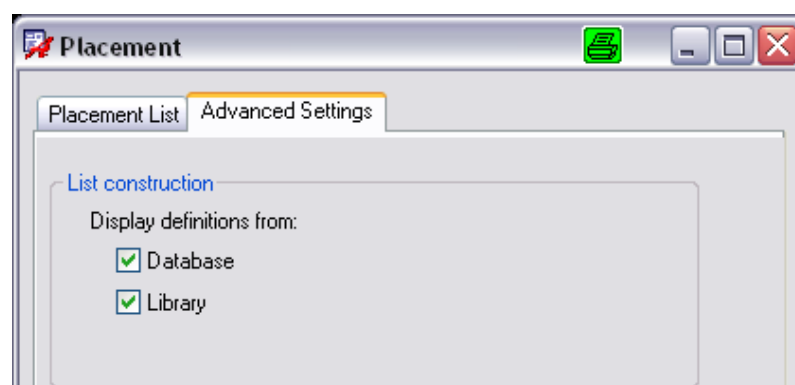 Placement
Placement List Advanced Settings
List construction
Display definitions from:
Database
Library